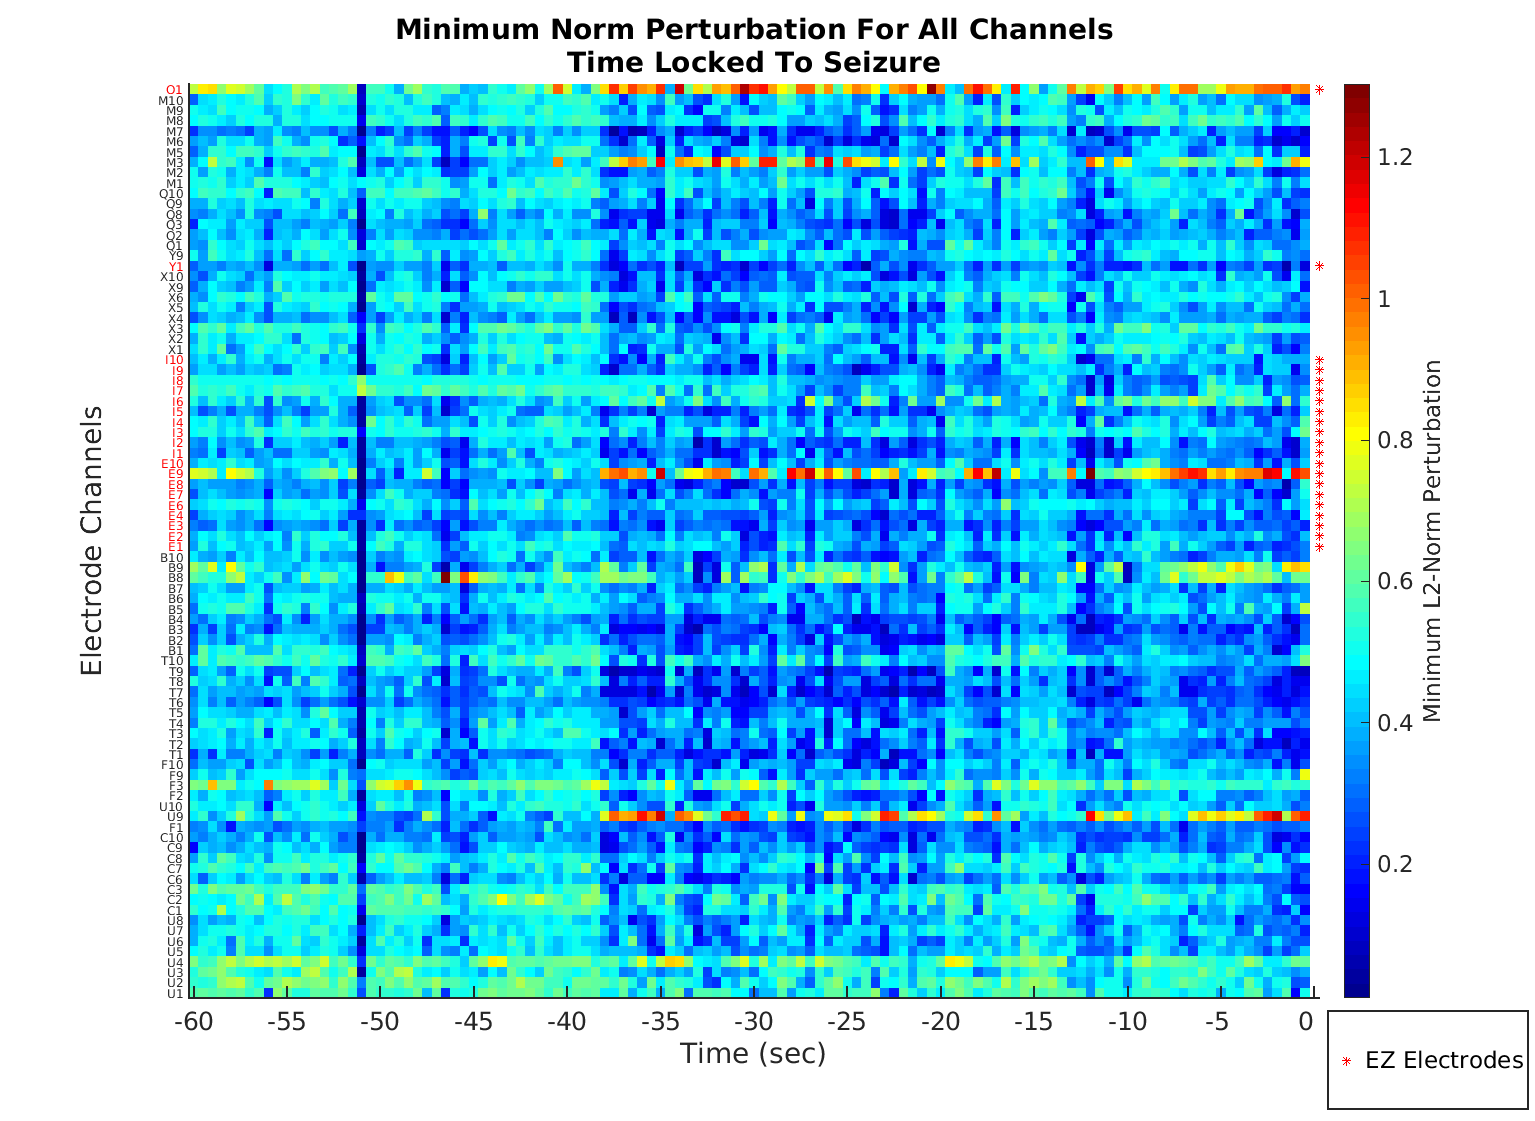 Minimum Norm Perturbation For All Channels
Time Locked To Seizure
Electrode Channels
O1
M10
M9
M8
M7
M6
M5
M3
M2
M1
Q10
Q9
Q8
Q3
Q2
Q1
Y9
Y1
X10
X9
X6
X5
X4
X3
X2
X1
I10
I9
I8
I7
I6
I5
I4
I3
I2
I1
E10
E9
E8
E7
E6
E4
E3
E2
E1
B10
B9
B8
B7
B6
B5
B4
B3
B2
B1
T10
T9
T8
T7
T6
T5
T4
T3
T2
T1
F10
F9
F3
F2
U10
U9
F1
C10
C9
C8
C7
C6
C3
C2
C1
U8
U7
U6
U5
U4
U3
U2
U1
-60 -55 -50 -45 -40 -35 -30 -25 -20 -15 -10 -5 0
Time (sec)
1.2
1
0.8
0.6
0.4
0.2
Minimum L2-Norm Perturbation
EZ Electrodes